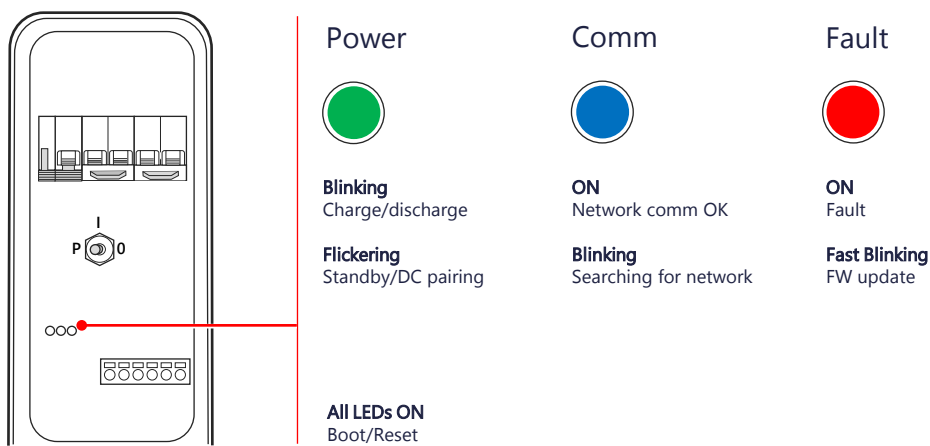 Power
Comm
Fault
Blinking
Charge/discharge
ON
Network comm OK
ON
Fault
Flickering
Standby/DC pairing
Blinking
Searching for network
Fast Blinking
FW update
I
P
0
All LEDs ON
Boot/Reset